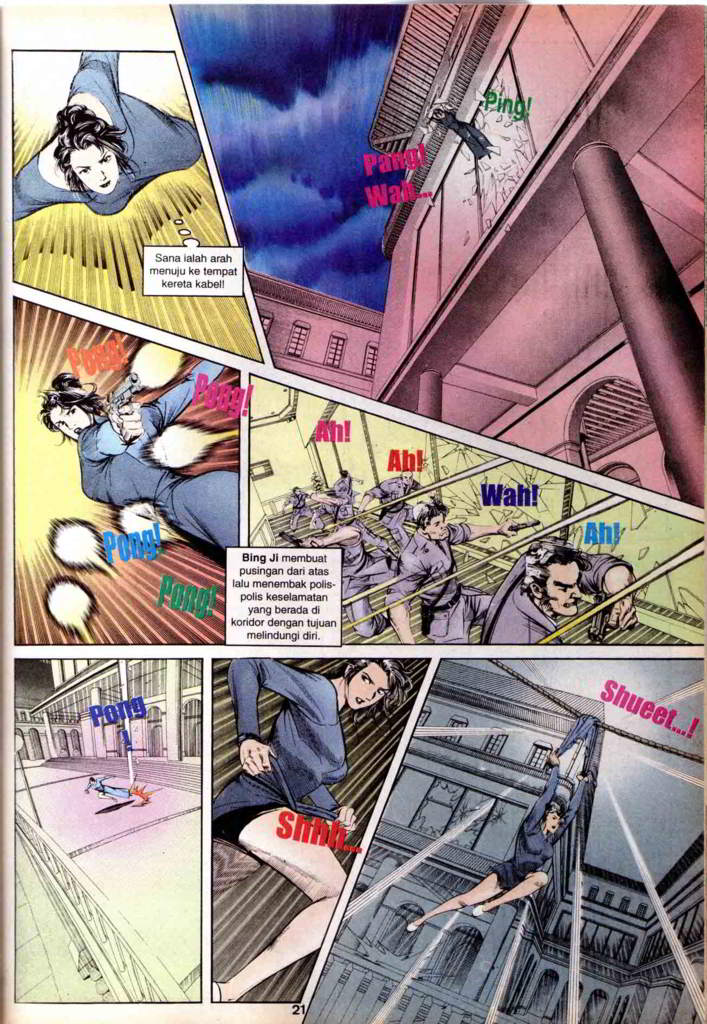 Sana ialah arah
menuju ke tempat
kereta kabel!
Ping!
Pang!
Wah...
Pong!
Pong!
Pong!
Pong!
Bing Ji membuat
pusingan dari atas
lalu menembak polis-
polis keselamatan
yang berada di
koridor dengan tujuan
melindungi diri.
Ah!
Ah!
Wah!
Ah!
Pong
!
Shhh...
Shueet...!
21